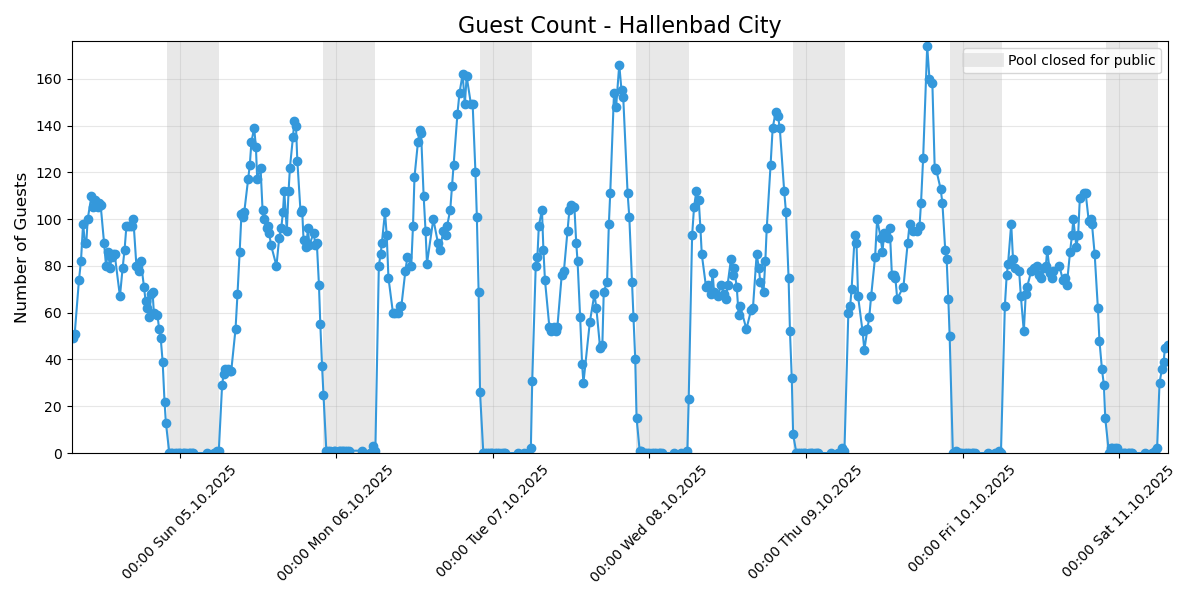 Guest Count - Hallenbad City
Pool closed for public
Number of Guests
160
140
120
100
80
60
40
20
0
00:00 Sun 05.10.2025
00:00 Mon 06.10.2025
00:00 Tue 07.10.2025
00:00 Wed 08.10.2025
00:00 Thu 09.10.2025
00:00 Fri 10.10.2025
00:00 Sat 11.10.2025